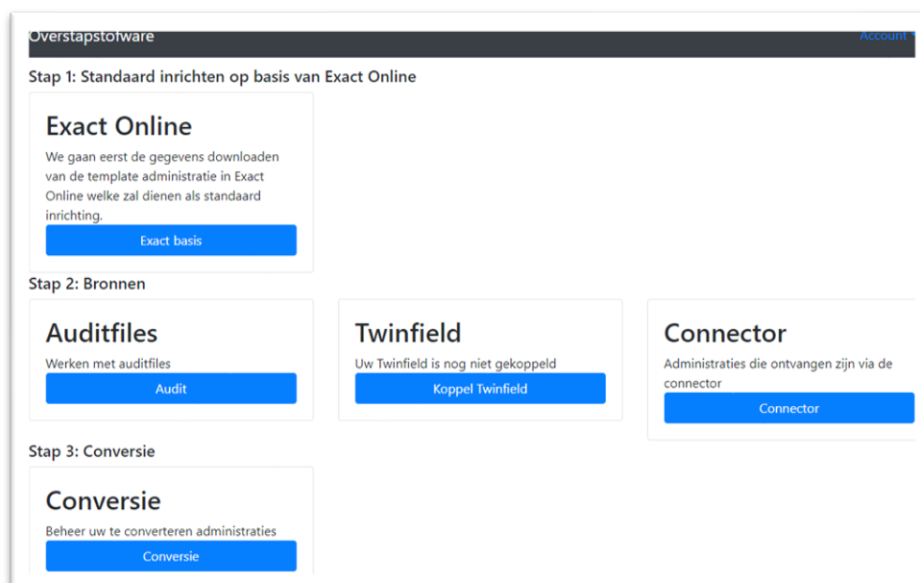 Overstapstofware
Account
Stap 1: Standaard inrichten op basis van Exact Online
Exact Online
We gaan eerst de gegevens downloaden
van de template administratie in Exact
Online welke zal dienen als standaard
inrichting.
Exact basis
Stap 2: Bronnen
Auditfiles
Werken met auditfiles
Audit
Twinfield
Uw Twinfield is nog niet gekoppeld
Koppel Twinfield
Connector
Administraties die ontvangen zijn via de
connector
Connector
Stap 3: Conversie
Conversie
Beheer uw te converteren administraties
Conversie